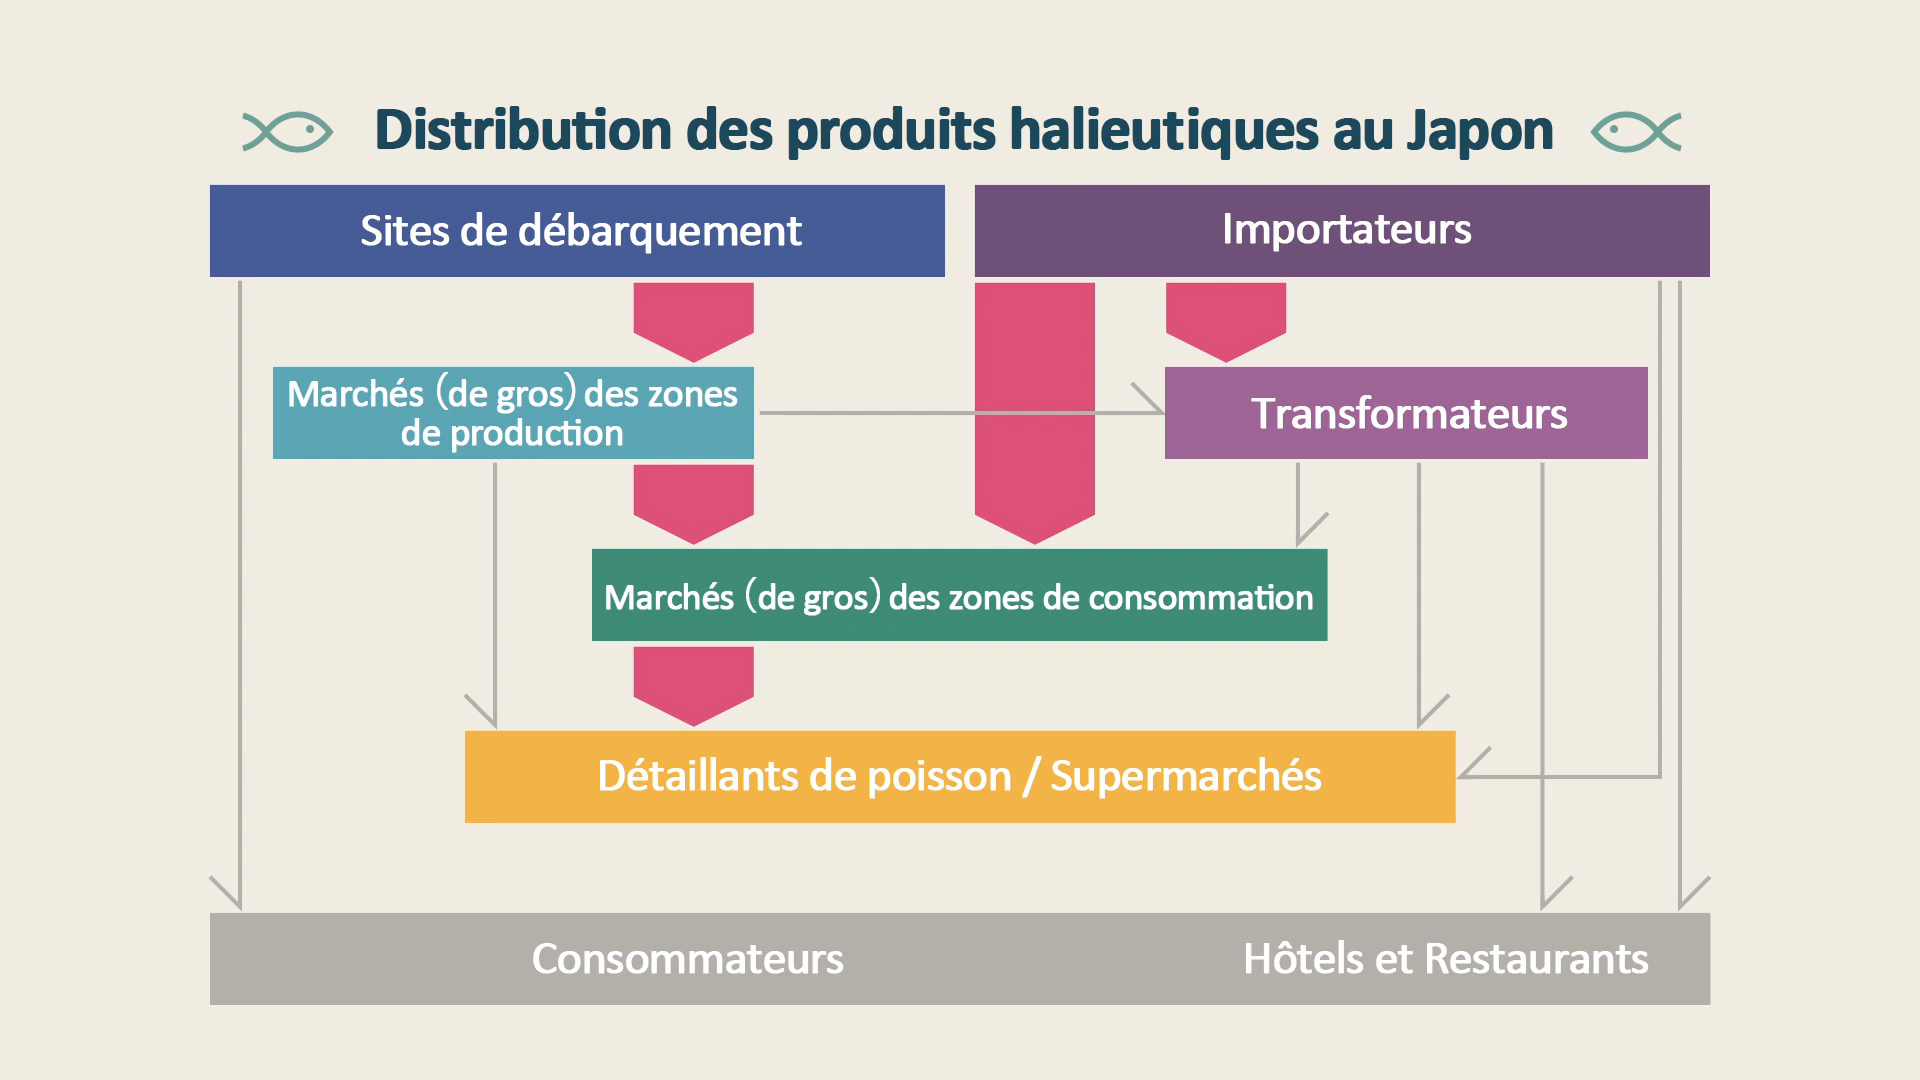 Distribution des produits halieutiques au Japon
Sites de débarquement
Importateurs
Marchés (de gros) des zones
de production
Transformateurs
Marchés (de gros) des zones de consommation
Détaillants de poisson / Supermarchés
Consommateurs
Hôtels et Restaurants